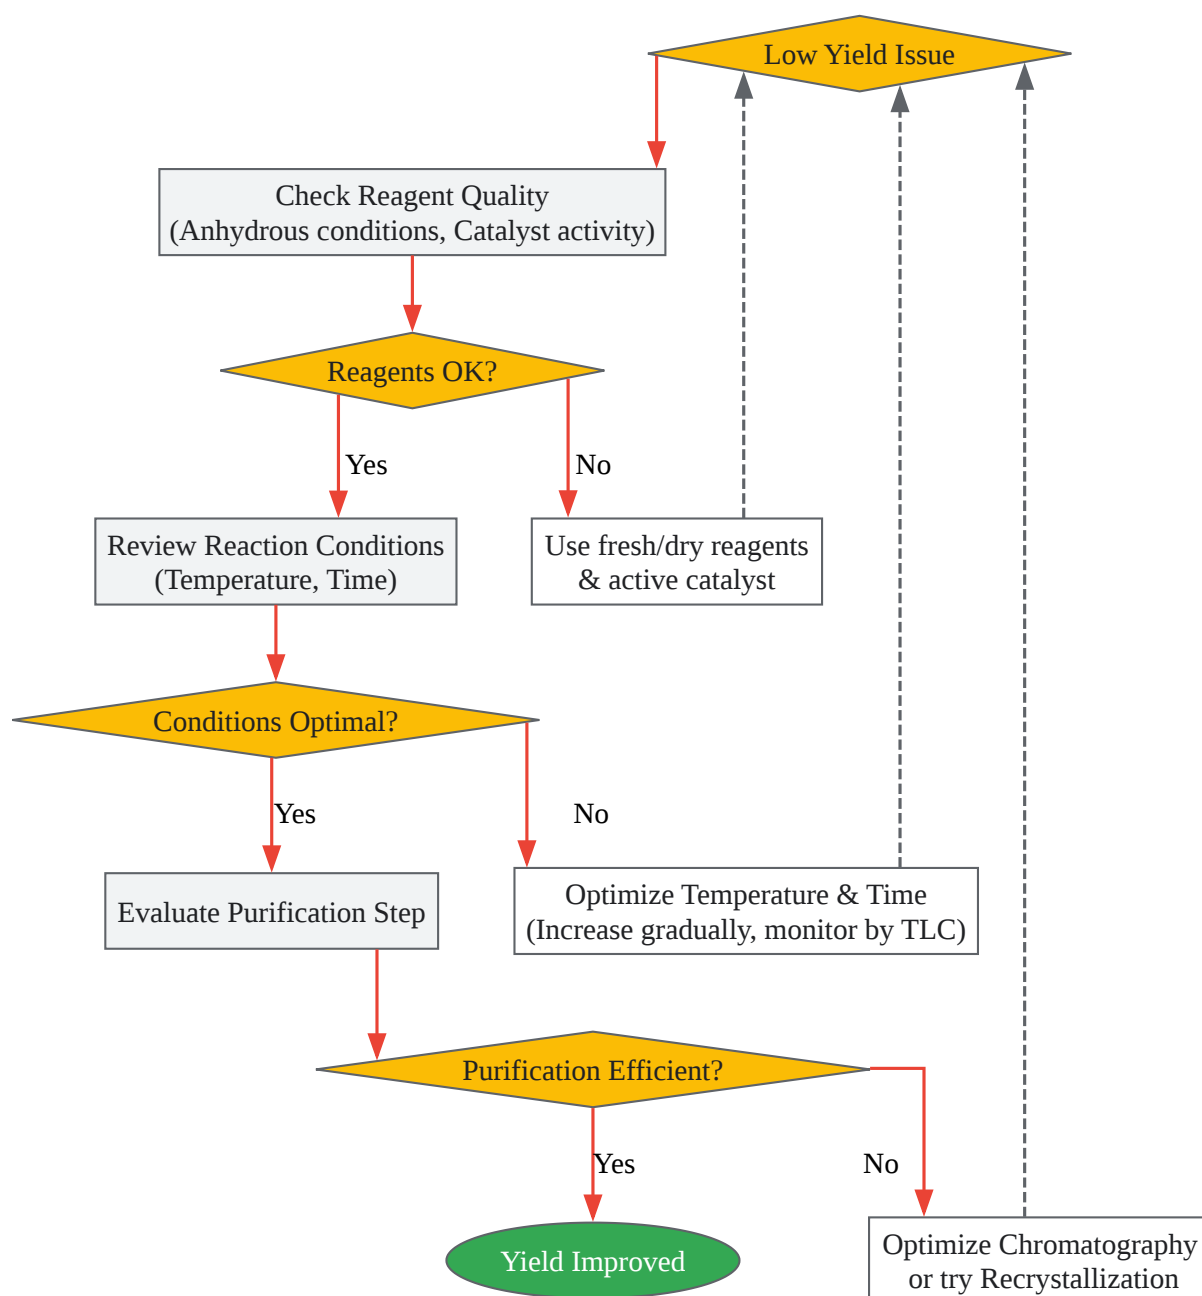 Low Yield Issue
Check Reagent Quality
(Anhydrous conditions, Catalyst activity)
Reagents OK?
Yes
No
Review Reaction Conditions
(Temperature, Time)
Use fresh/dry reagents
& active catalyst
Conditions Optimal?
Yes
No
Evaluate Purification Step
Optimize Temperature & Time
(Increase gradually, monitor by TLC)
Purification Efficient?
Yes
No
Yield Improved
Optimize Chromatography
or try Recrystallization